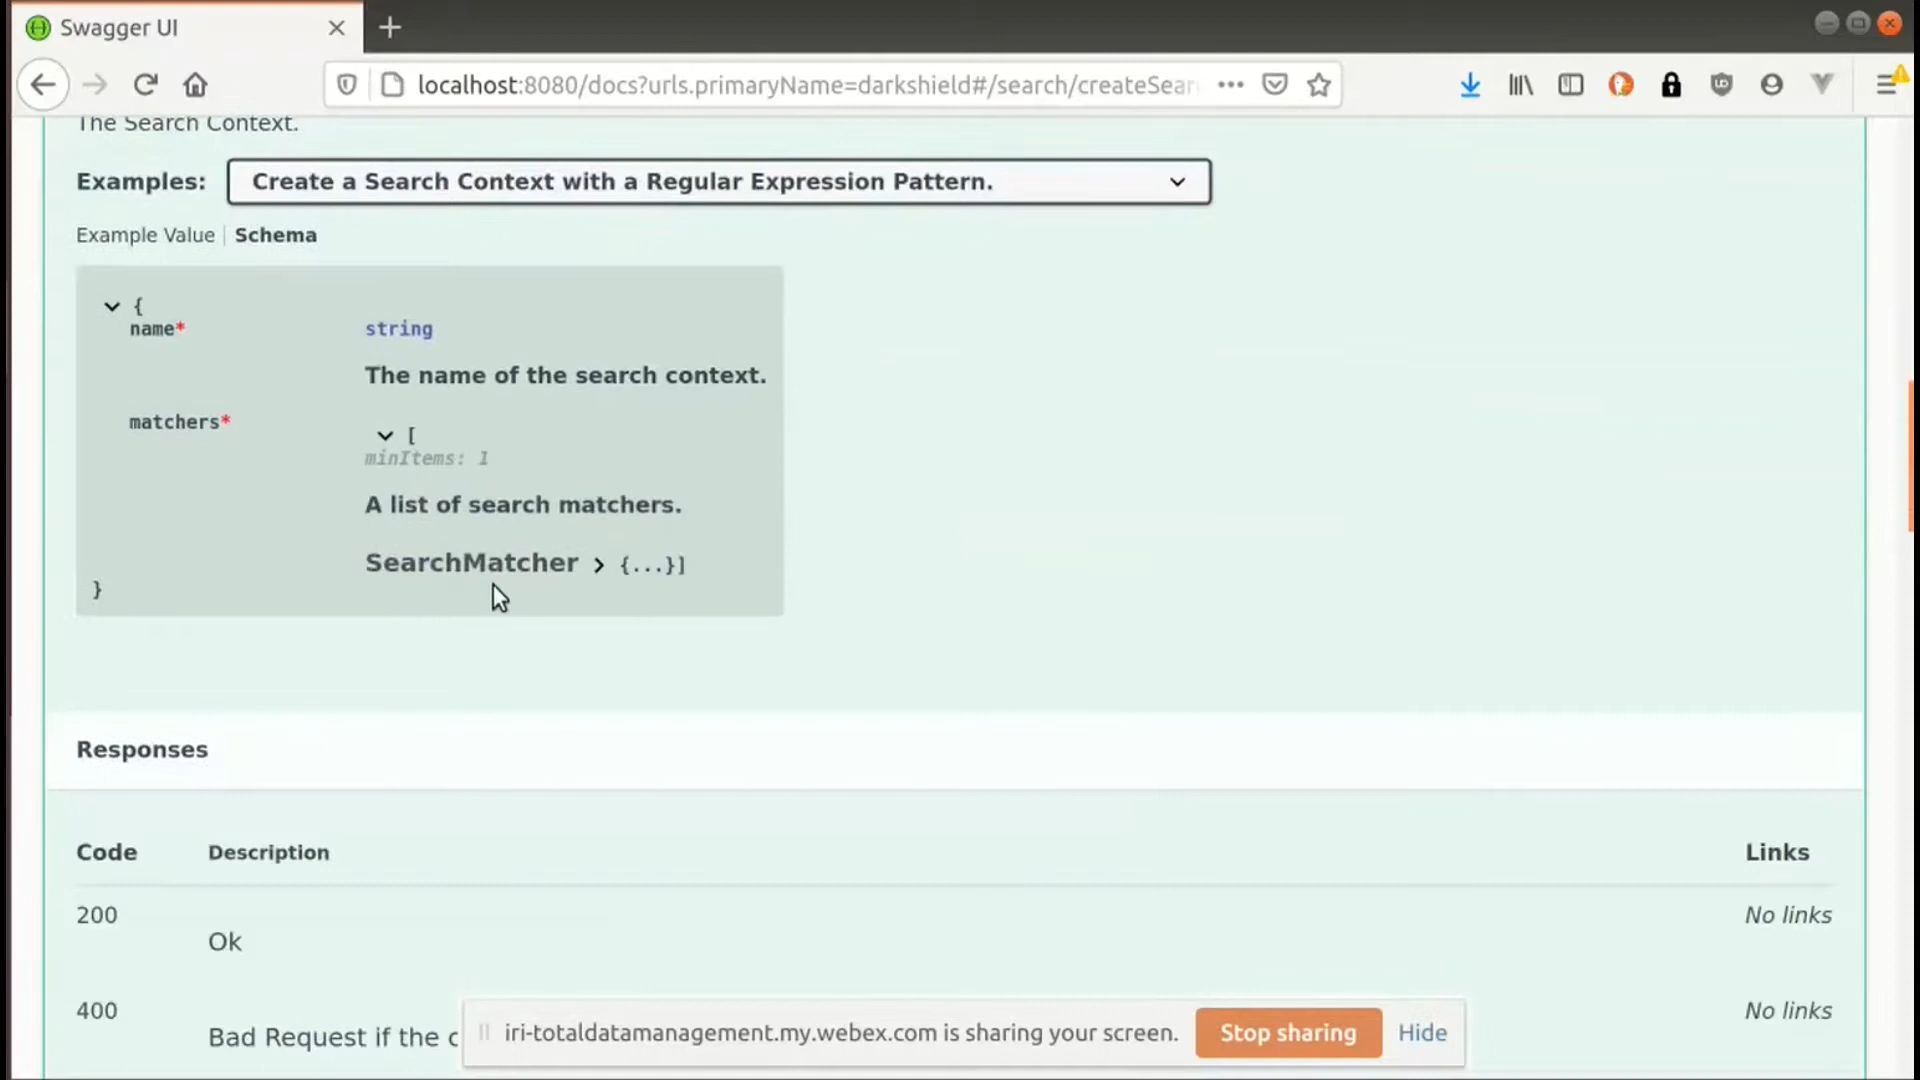 Swagger UI
localhost:8080/docs?urls.primaryName=darkshield#/search/createSear
The Search Context.
Examples: Create a Search Context with a Regular Expression Pattern.
Example Value | Schema
{
name* string
The name of the search context.
matchers*
[
minItems: 1
A list of search matchers.
SearchMatcher > {...}]
}
Responses
Code Description Links
200 No links
Ok
400 No links
Bad Request if the c
iri-totaldatamanagement.my.webex.com is sharing your screen. Stop sharing Hide